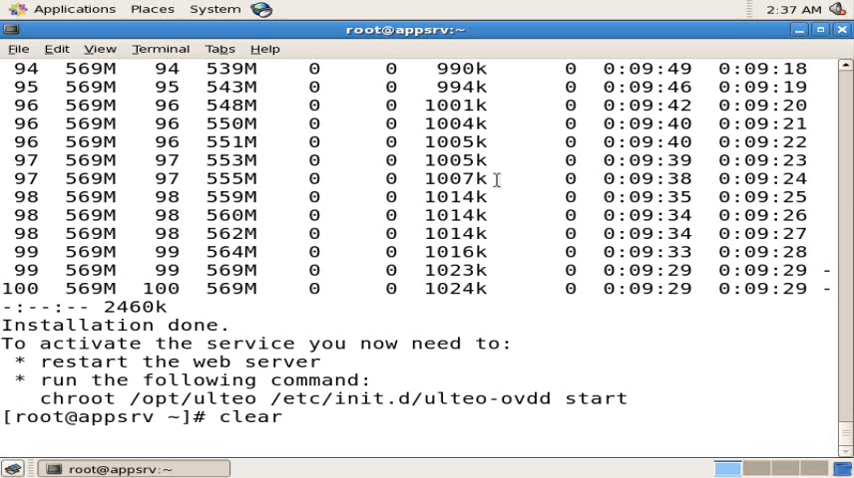 Applications Places System 2:37 AM
root@appsrv:~
File Edit View Terminal Tabs Help
94 569M 94 539M 0 0 990k 0 0:09:49 0:09:18
95 569M 95 543M 0 0 994k 0 0:09:46 0:09:19
96 569M 96 548M 0 0 1001k 0 0:09:42 0:09:20
96 569M 96 550M 0 0 1004k 0 0:09:40 0:09:21
96 569M 96 551M 0 0 1005k 0 0:09:40 0:09:22
97 569M 97 553M 0 0 1005k 0 0:09:39 0:09:23
97 569M 97 555M 0 0 1007k 0 0:09:38 0:09:24
98 569M 98 559M 0 0 1014k 0 0:09:35 0:09:25
98 569M 98 560M 0 0 1014k 0 0:09:34 0:09:26
98 569M 98 562M 0 0 1014k 0 0:09:34 0:09:27
99 569M 99 564M 0 0 1016k 0 0:09:33 0:09:28
99 569M 99 569M 0 0 1023k 0 0:09:29 0:09:29 -
100 569M 100 569M 0 0 1024k 0 0:09:29 0:09:29 -
-:--:-- 2460k
Installation done.
To activate the service you now need to:
* restart the web server
* run the following command:
chroot /opt/ulteo /etc/init.d/ulteo-ovdd start
[root@appsrv ~]# clear
root@appsrv:~